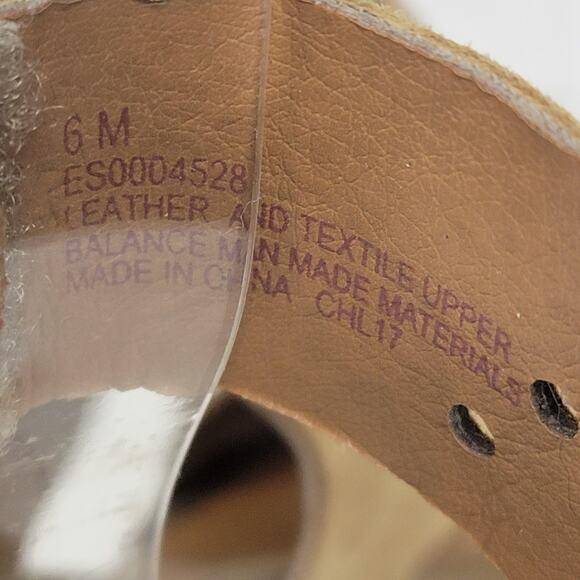 6 M
ES0004528
LEATHER AND TEXTILE UPPER
BALANCE MAN MADE MATERIALS
MADE IN CHINA CHL17